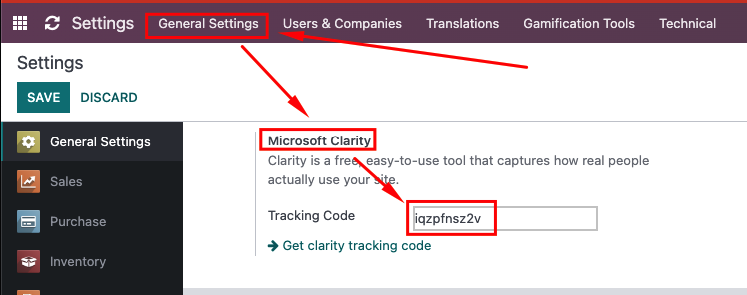 Settings General Settings Users & Companies Translations Gamification Tools Technical
Settings
SAVE DISCARD
General Settings
Sales
Purchase
Inventory
Microsoft Clarity
Clarity is a free, easy-to-use tool that captures how real people
actually use your site.
Tracking Code iqzpfnsz2v
Get clarity tracking code